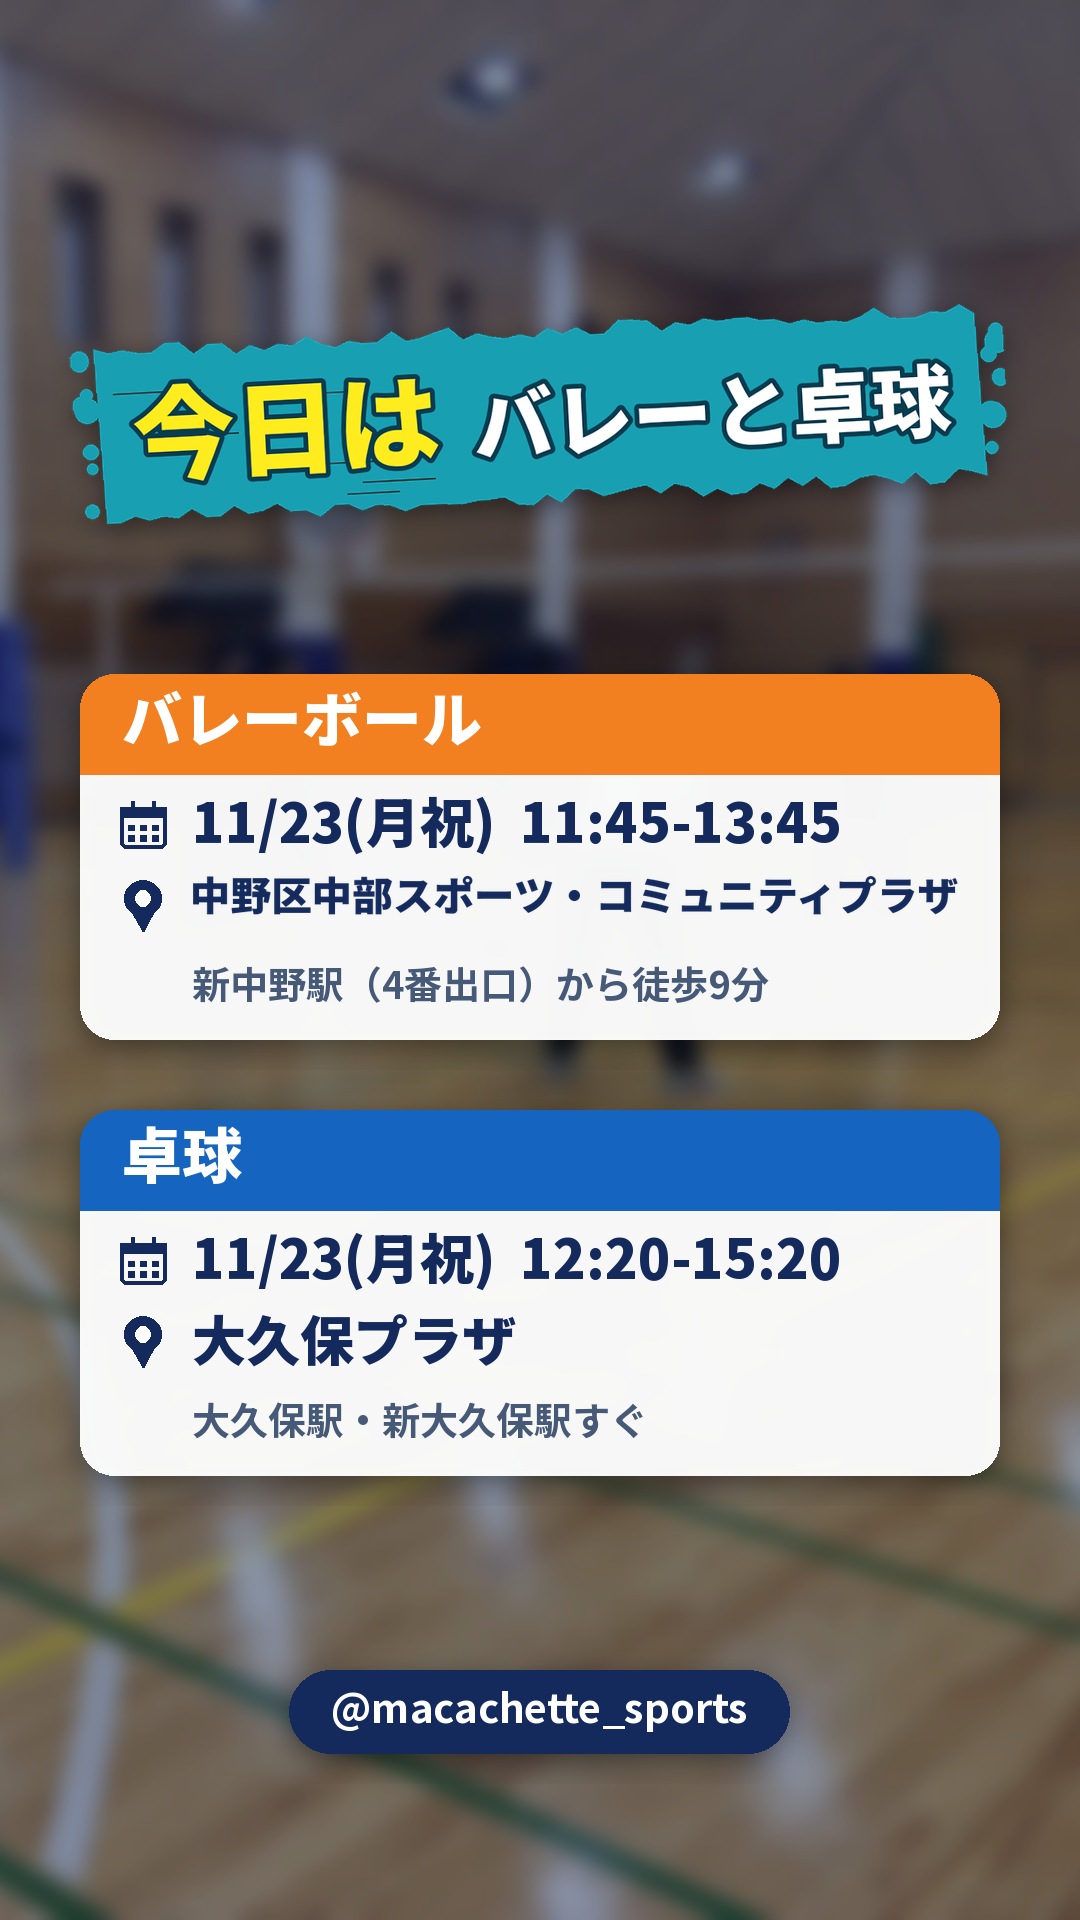 今日は バレーと卓球
バレーボール
11/23(月祝) 11:45-13:45
中野区中部スポーツ・コミュニティプラザ
新中野駅（4番出口）から徒歩9分
卓球
11/23(月祝) 12:20-15:20
大久保プラザ
大久保駅・新大久保駅すぐ
@macachette_sports